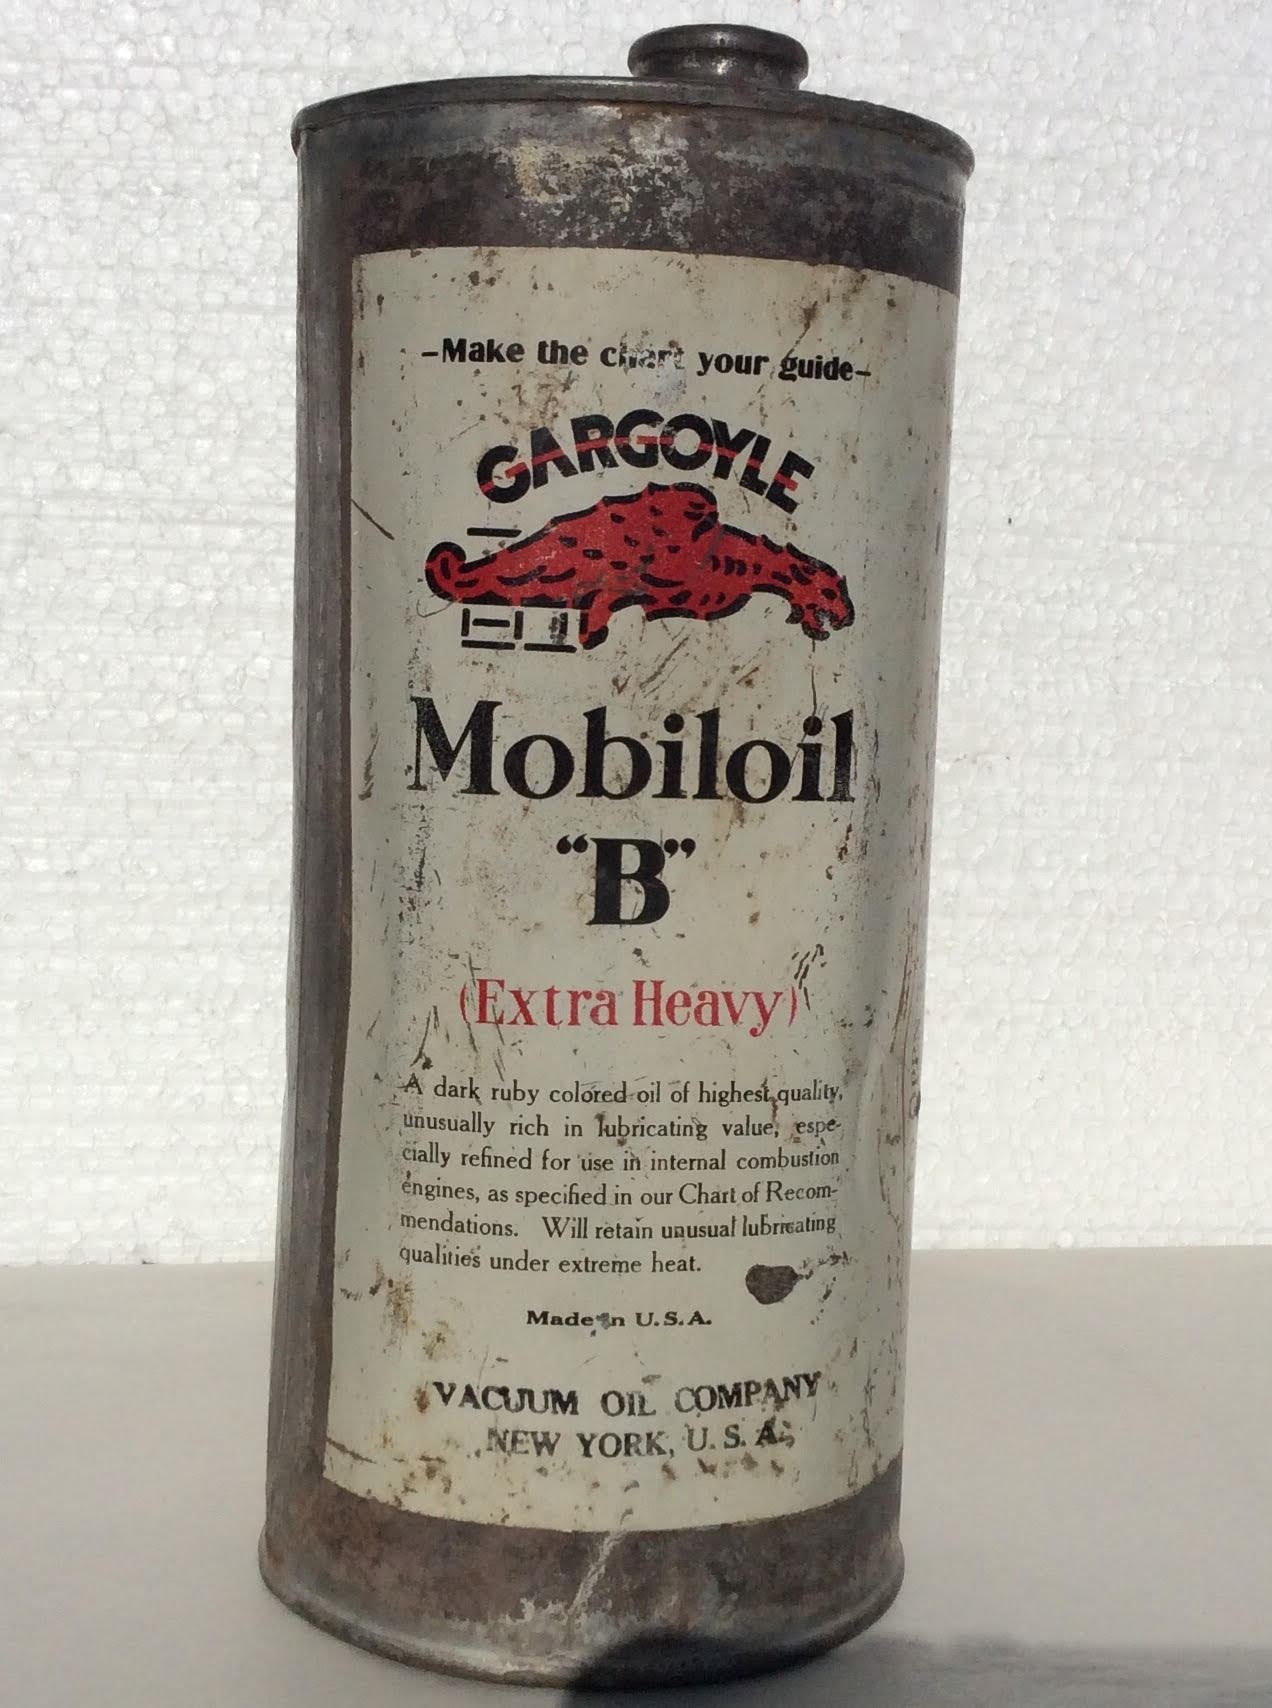 –Make the chart your guide–
GARGOYLE
Mobiloil
“B”
(Extra Heavy)
A dark ruby colored oil of highest quality,
unusually rich in lubricating value, espe-
cially refined for use in internal combustion
engines, as specified in our Chart of Recom-
mendations. Will retain unusual lubricating
qualities under extreme heat.
Made in U.S.A.
VACUUM OIL COMPANY
NEW YORK, U. S. A.